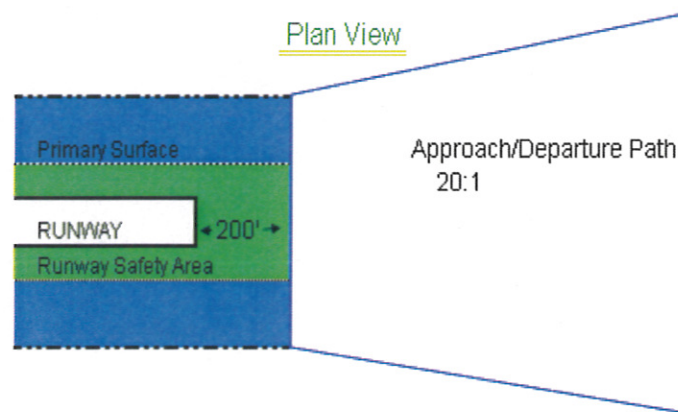 Plan View
Primary Surface
Approach/Departure Path
20:1
RUNWAY
200'
Runway Safety Area